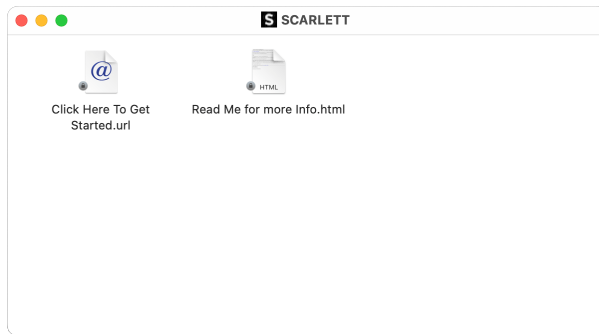 S SCARLETT
@
HTML
Click Here To Get
Started.url
Read Me for more Info.html